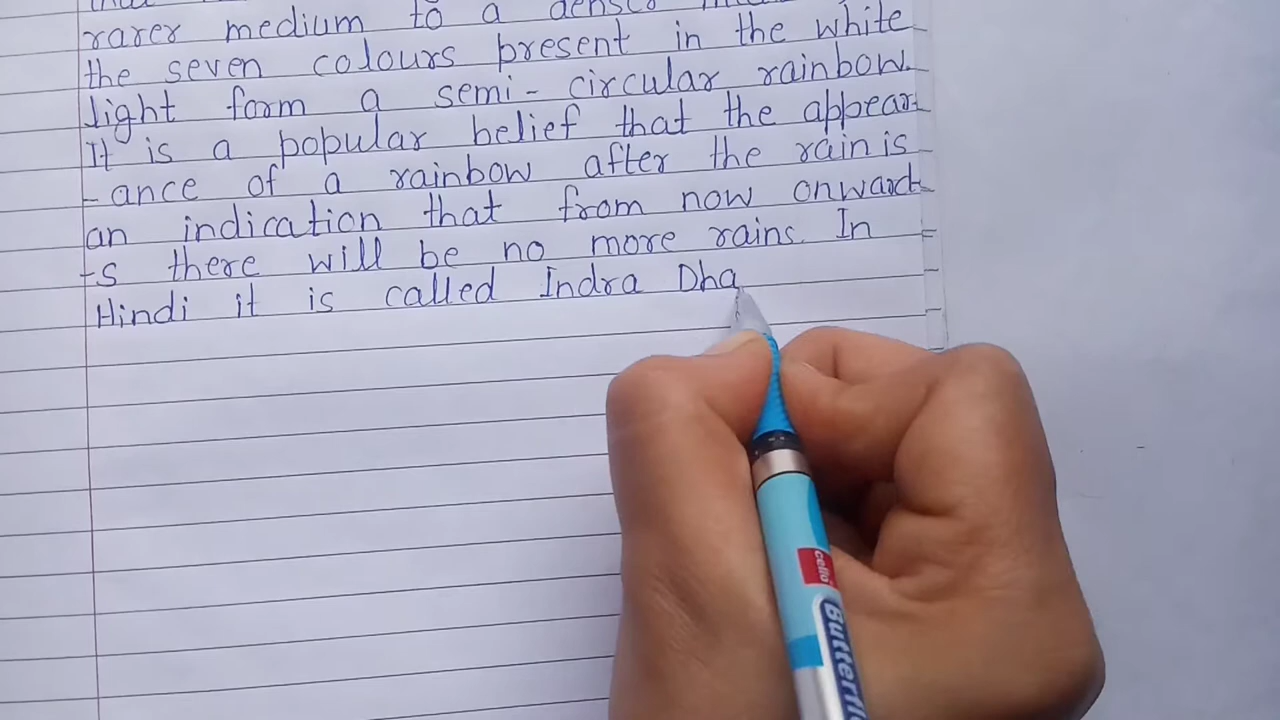 rarer medium to a
the seven colours present in the white
light form a semi- circular rainbow.
It is a popular belief that the appear-
-ance of a rainbow after the rain is
an indication that from now onward-
-s there will be no more rains. In
Hindi it is called Indra Dha
cello
Butterfl